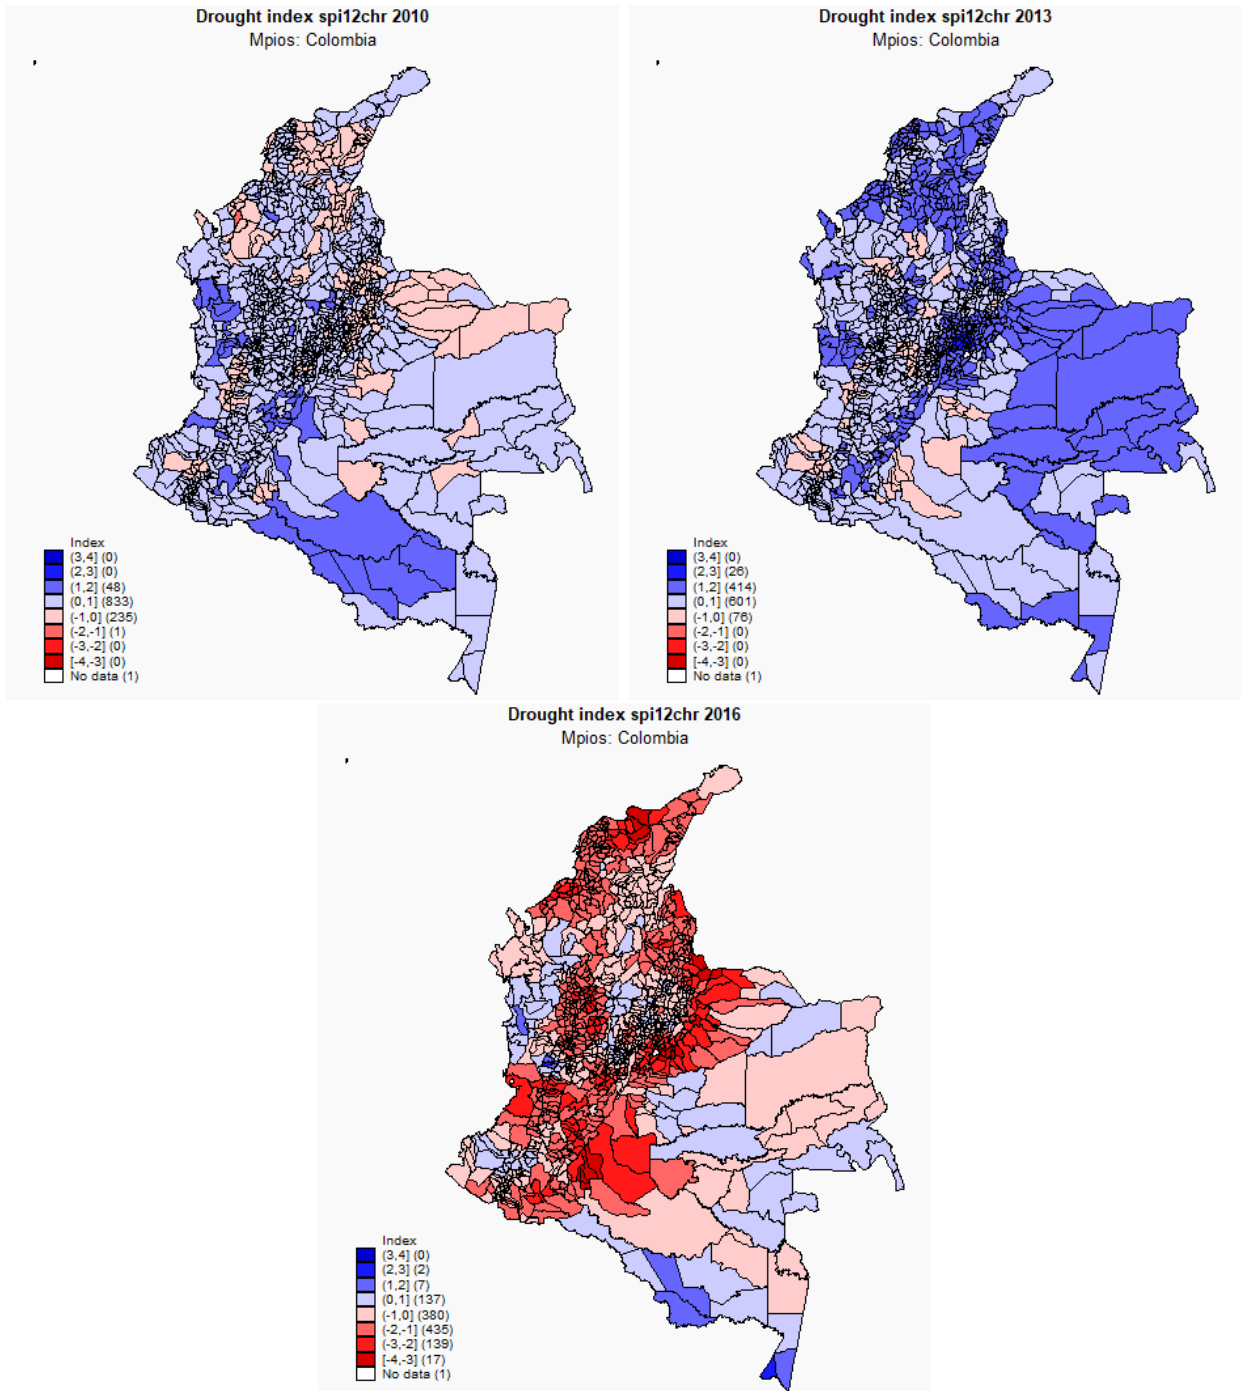 Drought index spi12chr 2010
Mpios: Colombia
Index
(3,4] (0)
(2,3] (0)
(1,2] (48)
(0,1] (833)
(-1,0] (235)
(-2,-1] (1)
(-3,-2] (0)
[-4,-3] (0)
No data (1)
Drought index spi12chr 2013
Mpios: Colombia
Index
(3,4] (0)
(2,3] (26)
(1,2] (414)
(0,1] (601)
(-1,0] (76)
(-2,-1] (0)
(-3,-2] (0)
[-4,-3] (0)
No data (1)
Drought index spi12chr 2016
Mpios: Colombia
Index
(3,4] (0)
(2,3] (2)
(1,2] (7)
(0,1] (137)
(-1,0] (380)
(-2,-1] (435)
(-3,-2] (139)
[-4,-3] (17)
No data (1)